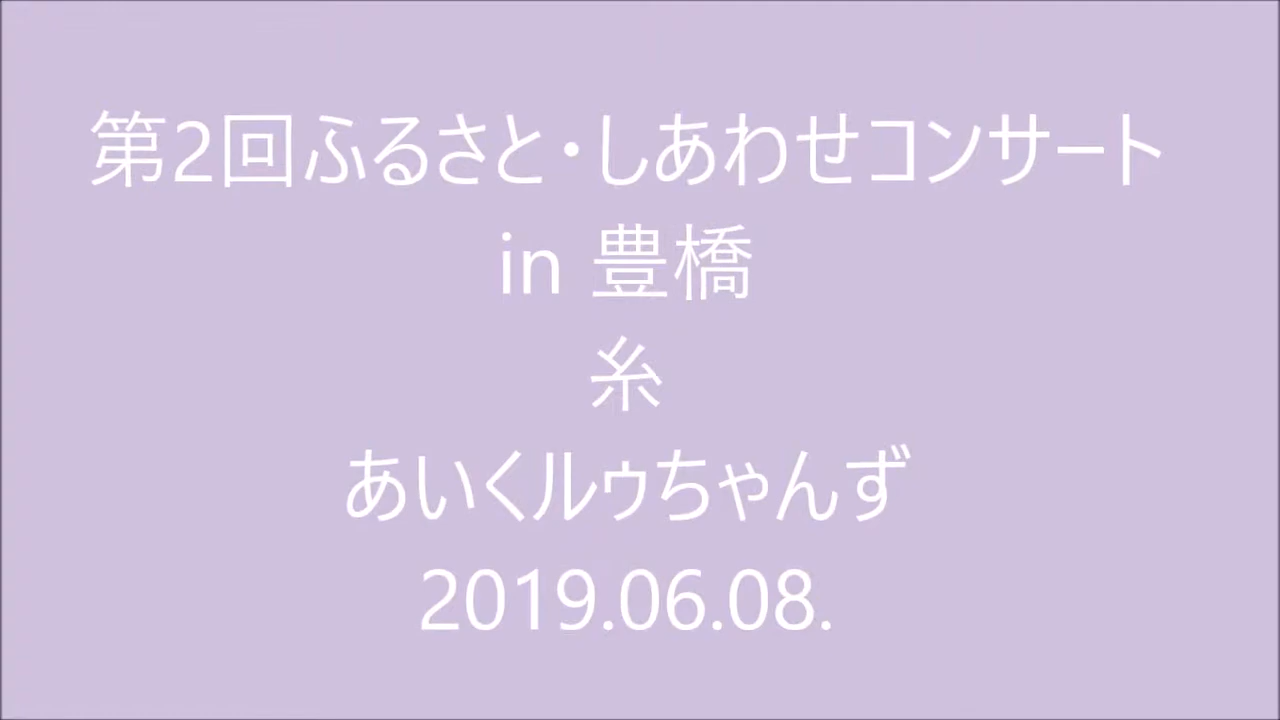 第2回ふるさと・しあわせコンサート
in 豊橋
糸
あいくルゥちゃんず
2019.06.08.